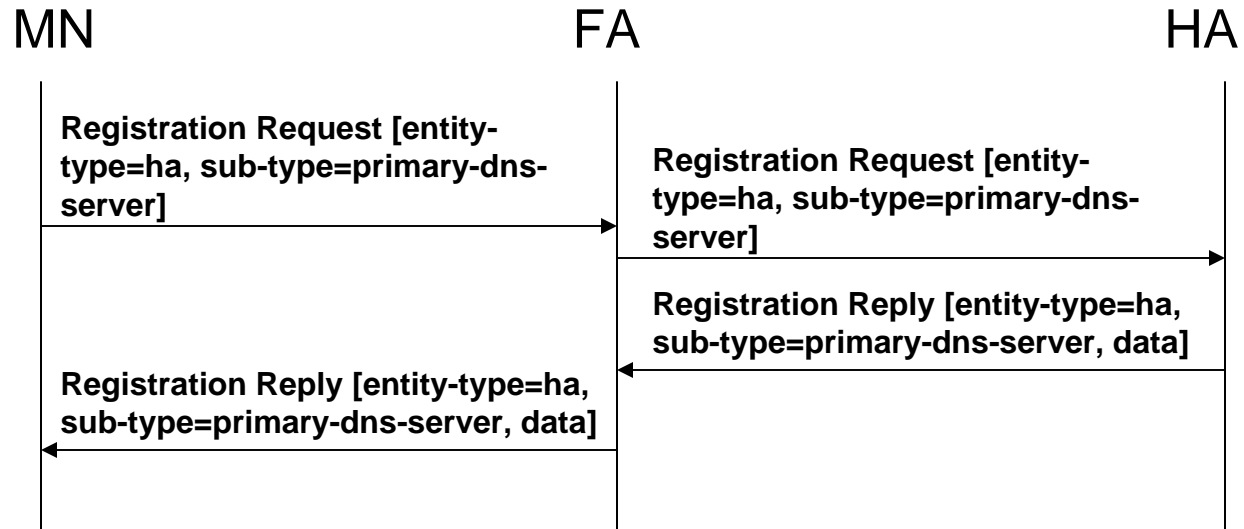 MN
FA
HA
Registration Request [entity-
type=ha, sub-type=primary-dns-
server]
Registration Request [entity-
type=ha, sub-type=primary-dns-
server]
Registration Reply [entity-type=ha,
sub-type=primary-dns-server, data]
Registration Reply [entity-type=ha,
sub-type=primary-dns-server, data]